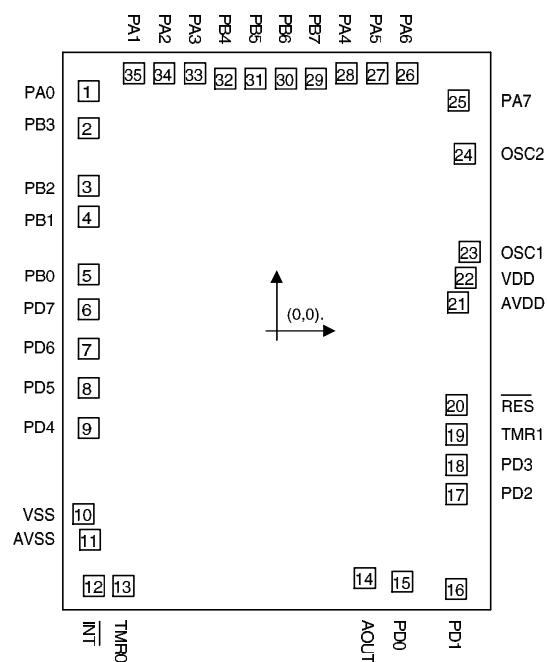 PA1 PA2 PA3 PB4 PB5 PB6 PB7 PA4 PA5 PA6
35 34 33 32 31 30 29 28 27 26
PA0 1
25 PA7
PB3 2
24 OSC2
PB2 3
PB1 4
23 OSC1
PB0 5
22 VDD
21 AVDD
PD7 6
(0,0).
PD6 7
PD5 8
20 RES
PD4 9
19 TMR1
18 PD3
17 PD2
VSS 10
AVSS 11
12 13 14 15 16
INT TMR0 AOUT PD0 PD1